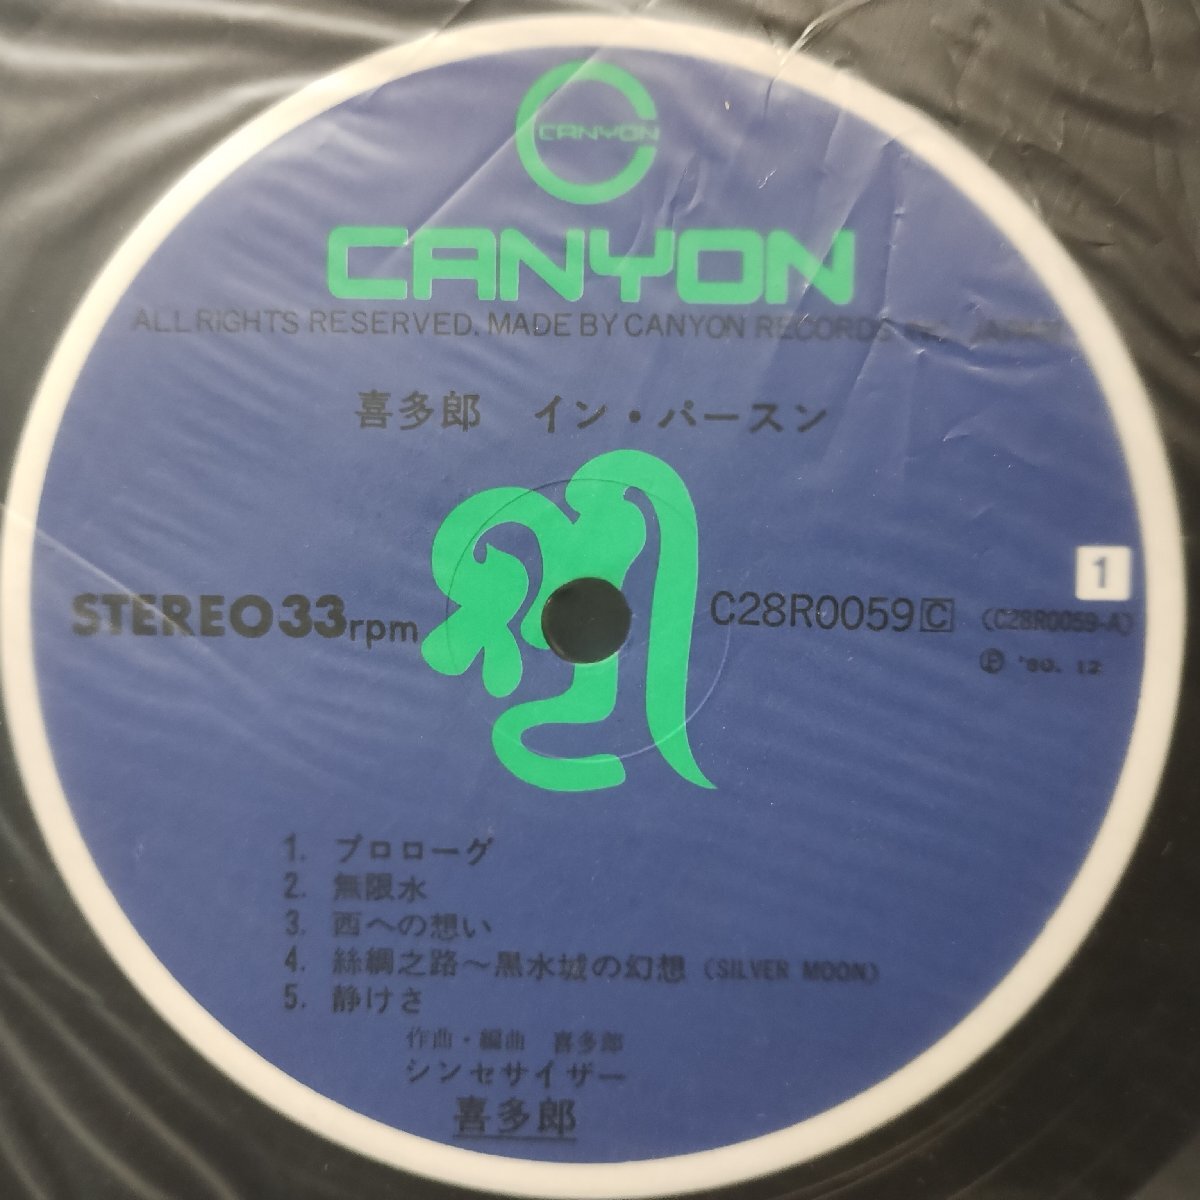 CANYON
CANYON
ALL RIGHTS RESERVED. MADE BY CANYON RECORDS INC. JAPAN
喜多郎 イン・パースン
1
STEREO 33rpm
C28R0059 C (C28R0059-A)
Ⓟ '80. 12
1. プロローグ
2. 無限水
3. 西への想い
4. 絲綢之路~黒水城の幻想 (SILVER MOON)
5. 静けさ
作曲・編曲 喜多郎
シンセサイザー
喜多郎